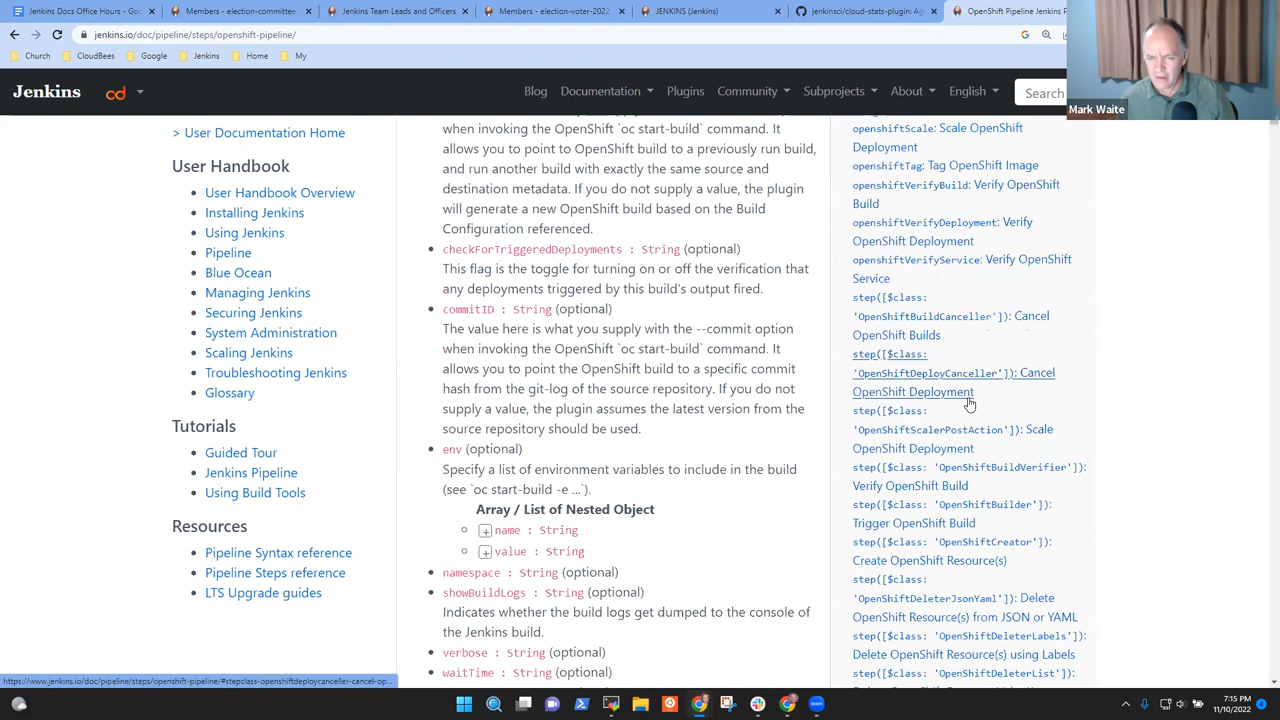 Jenkins Docs Office Hours - Go
Members - election-committee
Jenkins Team Leads and Officers
Members - election-voter-2022
JENKINS (Jenkins)
jenkinsci/cloud-stats-plugin: Ag
OpenShift Pipeline Jenkins P
jenkins.io/doc/pipeline/steps/openshift-pipeline/
Church
CloudBees
Google
Jenkins
Home
My
Mark Waite
Jenkins
cd
Blog
Documentation
Plugins
Community
Subprojects
About
English
Search
> User Documentation Home
User Handbook
User Handbook Overview
Installing Jenkins
Using Jenkins
Pipeline
Blue Ocean
Managing Jenkins
Securing Jenkins
System Administration
Scaling Jenkins
Troubleshooting Jenkins
Glossary
Tutorials
Guided Tour
Jenkins Pipeline
Using Build Tools
Resources
Pipeline Syntax reference
Pipeline Steps reference
LTS Upgrade guides
when invoking the OpenShift `oc start-build` command. It
allows you to point to OpenShift build to a previously run build,
and run another build with exactly the same source and
destination metadata. If you do not supply a value, the plugin
will generate a new OpenShift build based on the Build
Configuration referenced.
checkForTriggeredDeployments : String (optional)
This flag is the toggle for turning on or off the verification that
any deployments triggered by this build's output fired.
commitID : String (optional)
The value here is what you supply with the --commit option
when invoking the OpenShift `oc start-build` command. It
allows you to point the OpenShift build to a specific commit
hash from the git-log of the source repository. If you do not
supply a value, the plugin assumes the latest version from the
source repository should be used.
env (optional)
Specify a list of environment variables to include in the build
(see `oc start-build -e ...`).
Array / List of Nested Object
name : String
value : String
namespace : String (optional)
showBuildLogs : String (optional)
Indicates whether the build logs get dumped to the console of
the Jenkins build.
verbose : String (optional)
waitTime : String (optional)
openshiftScale: Scale OpenShift
Deployment
openshiftTag: Tag OpenShift Image
openshiftVerifyBuild: Verify OpenShift
Build
openshiftVerifyDeployment: Verify
OpenShift Deployment
openshiftVerifyService: Verify OpenShift
Service
step([$class:
'OpenShiftBuildCanceller']): Cancel
OpenShift Builds
step([$class:
'OpenShiftDeployCanceller']): Cancel
OpenShift Deployment
step([$class:
'OpenShiftScalerPostAction']): Scale
OpenShift Deployment
step([$class: 'OpenShiftBuildVerifier']):
Verify OpenShift Build
step([$class: 'OpenShiftBuilder']):
Trigger OpenShift Build
step([$class: 'OpenShiftCreator']):
Create OpenShift Resource(s)
step([$class:
'OpenShiftDeleterJsonYaml']): Delete
OpenShift Resource(s) from JSON or YAML
step([$class: 'OpenShiftDeleterLabels']):
Delete OpenShift Resource(s) using Labels
step([$class: 'OpenShiftDeleterList']):
https://www.jenkins.io/doc/pipeline/steps/openshift-pipeline/#stepclass-openshiftdeploycanceller-cancel-op...
7:15 PM
11/10/2022